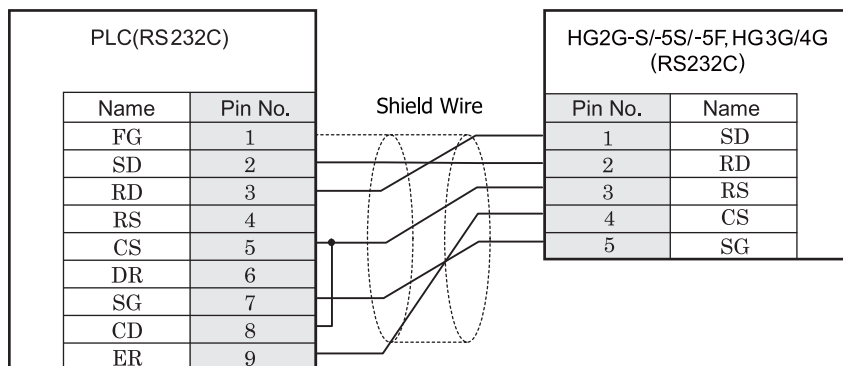 PLC(RS232C)
Name Pin No.
FG 1
SD 2
RD 3
RS 4
CS 5
DR 6
SG 7
CD 8
ER 9
Shield Wire
HG2G-S/-5S/-5F, HG3G/4G
(RS232C)
Pin No. Name
1 SD
2 RD
3 RS
4 CS
5 SG